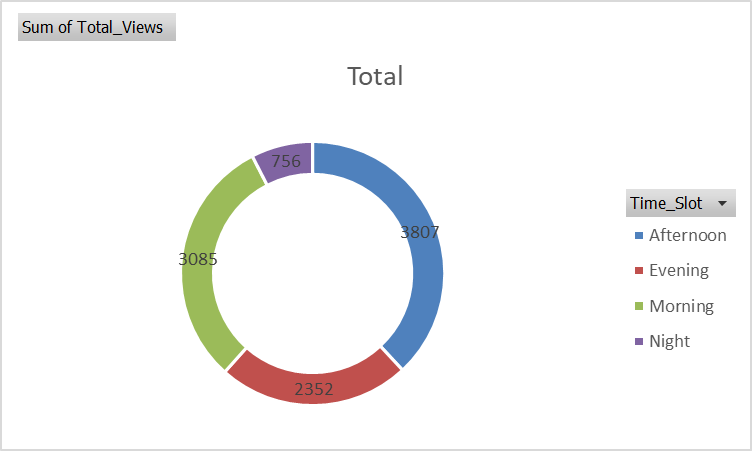 Sum of Total_Views
Total
756
3807
3085
2352
Time_Slot
Afternoon
Evening
Morning
Night